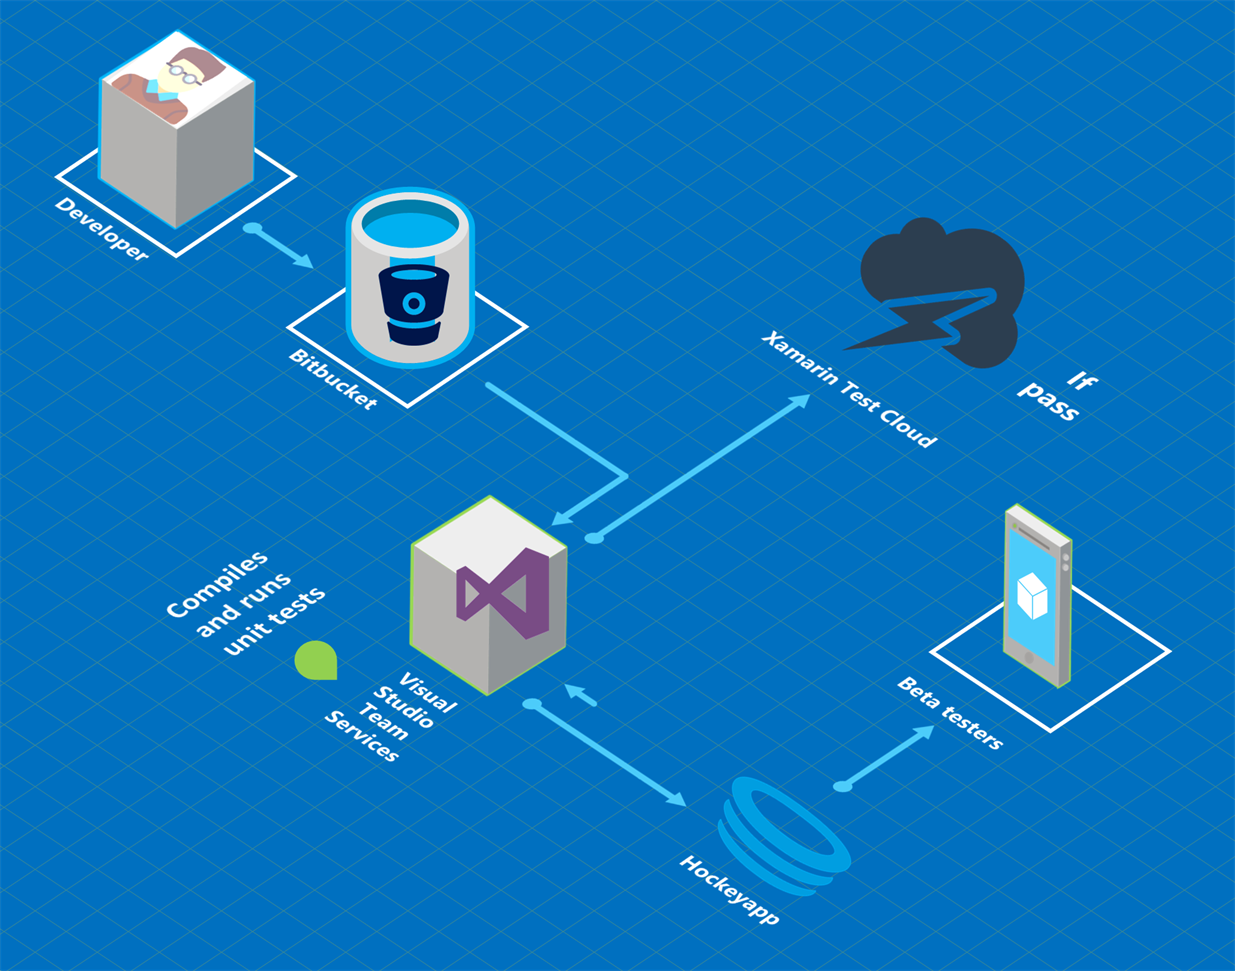 Developer
Bitbucket
Xamarin Test Cloud
If
pass
Compiles
and runs
unit tests
Visual
Studio
Team
Services
Beta testers
Hockeyapp